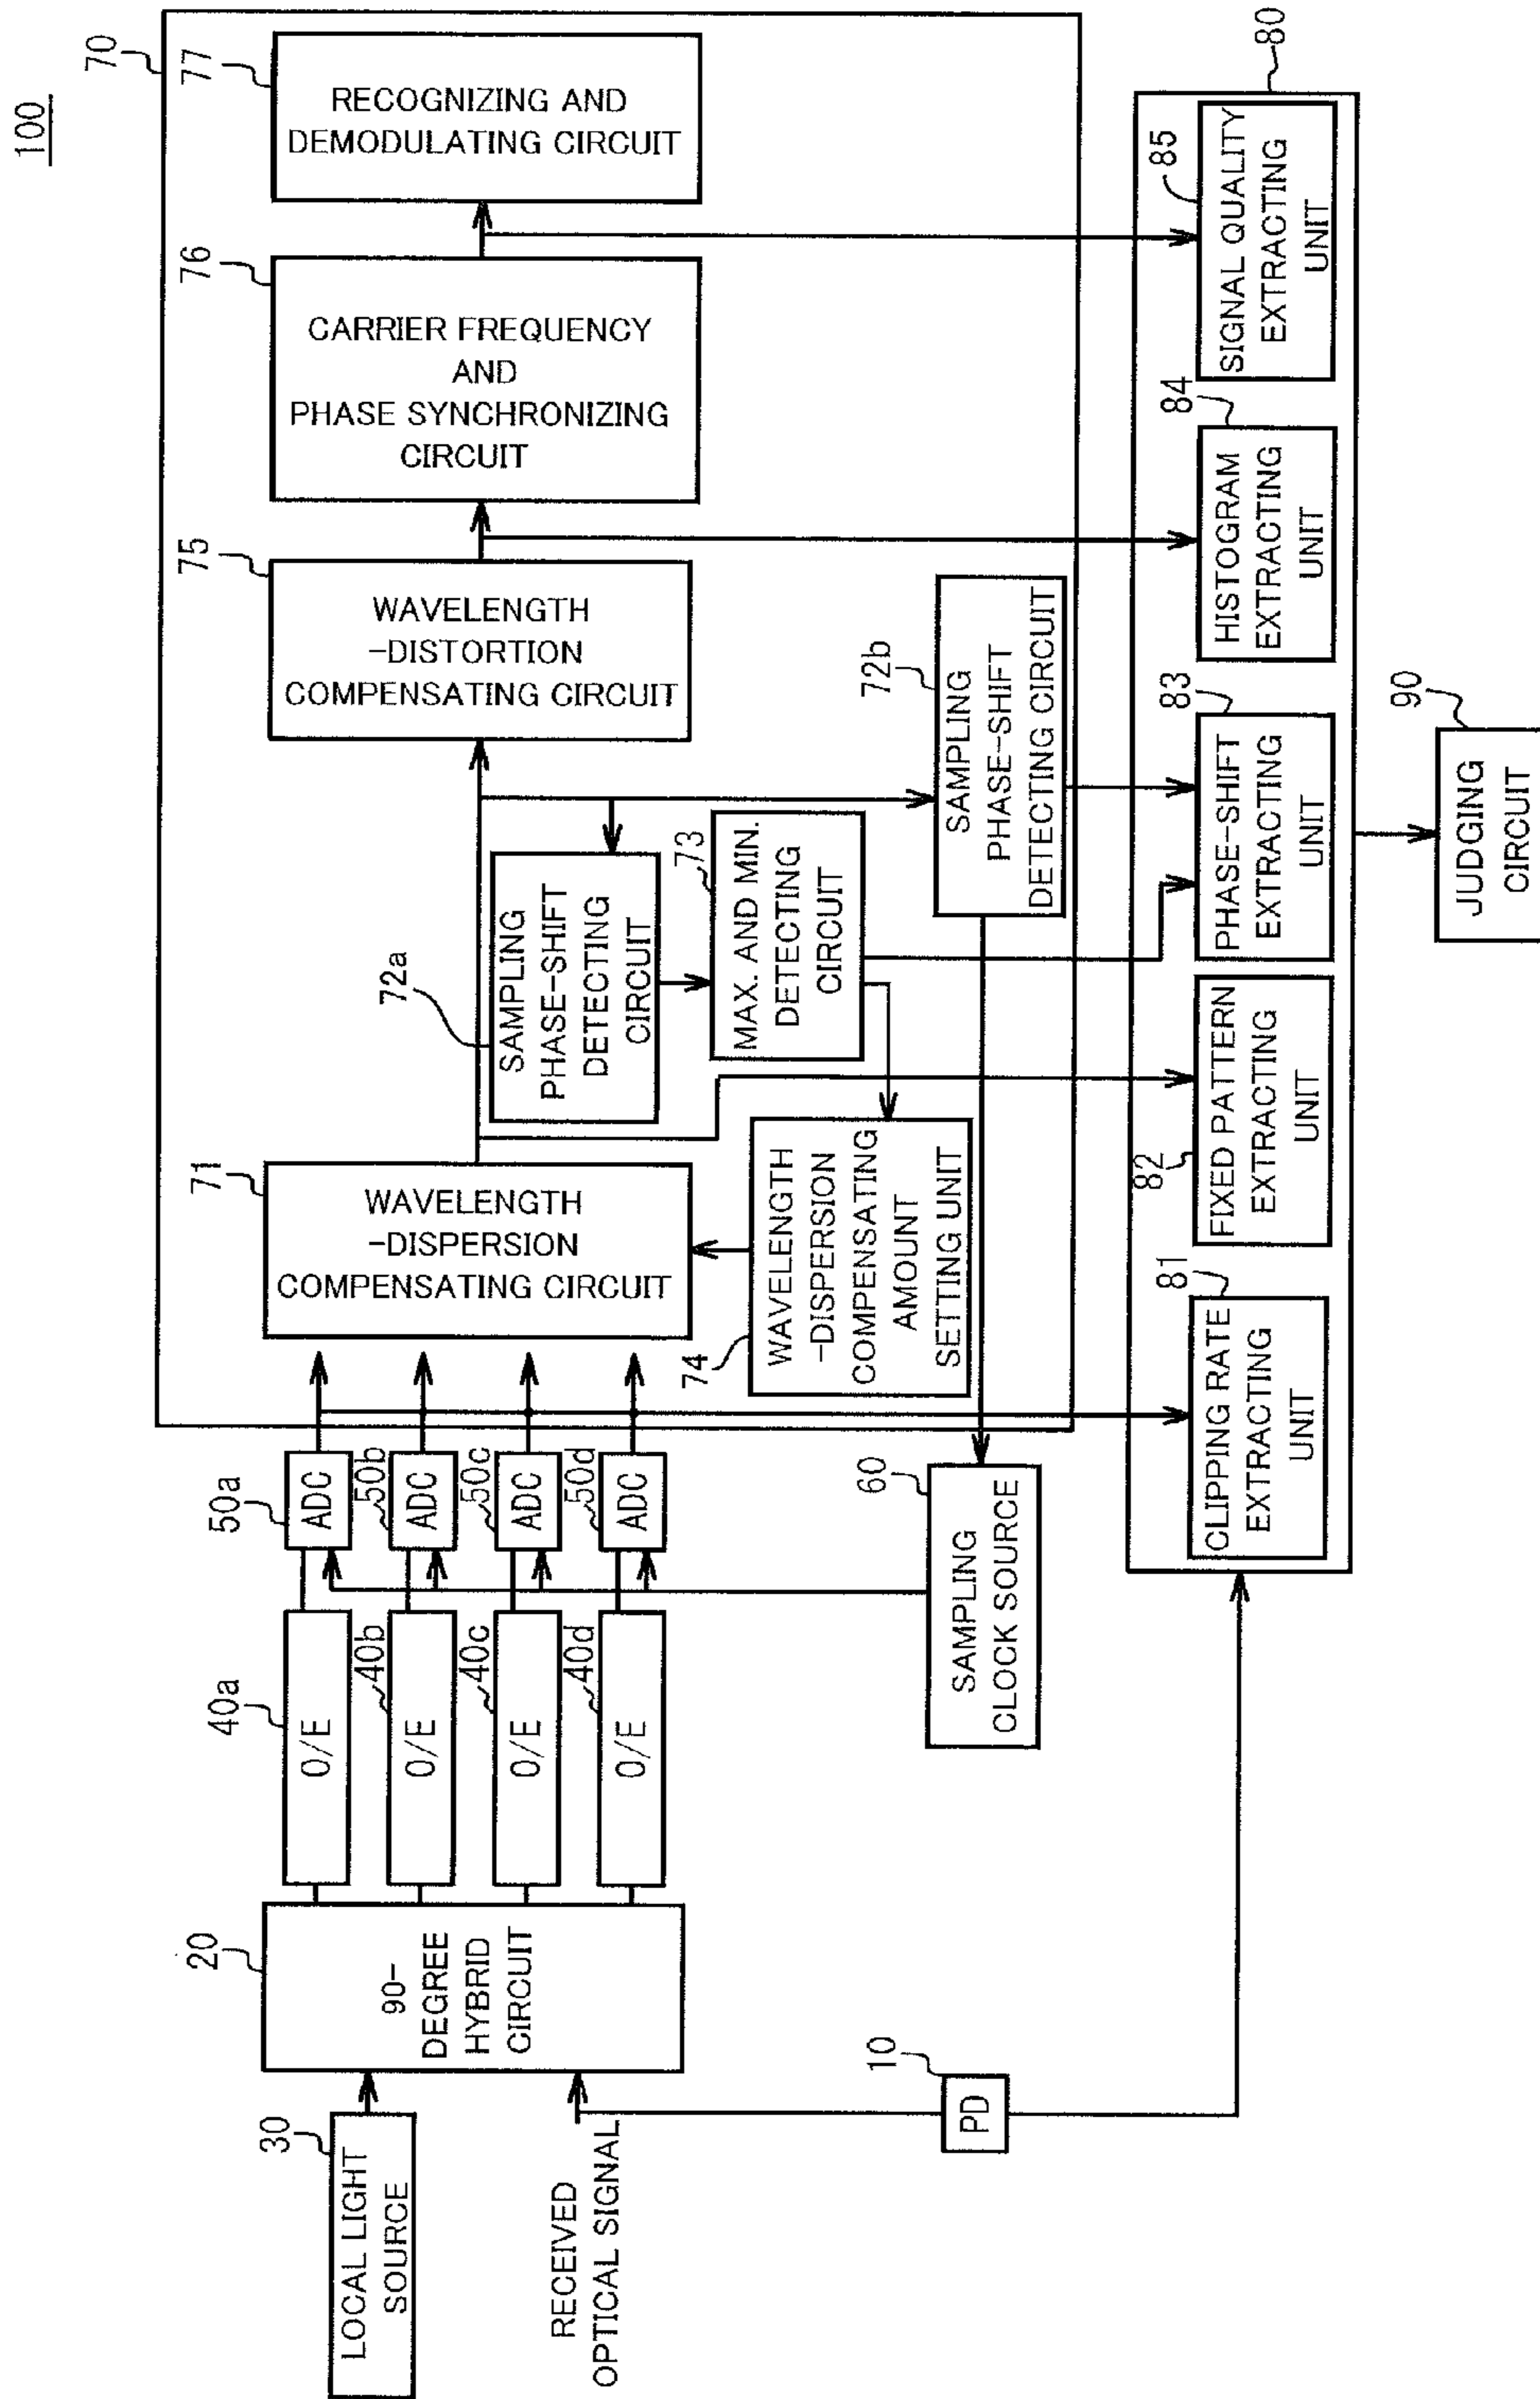 100
70
71
WAVELENGTH
-DISPERSION
COMPENSATING CIRCUIT
75
WAVELENGTH
-DISTORTION
COMPENSATING CIRCUIT
76
CARRIER FREQUENCY
AND
PHASE SYNCHRONIZING
CIRCUIT
77
RECOGNIZING AND
DEMODULATING CIRCUIT
30
LOCAL LIGHT
SOURCE
RECEIVED
OPTICAL SIGNAL
20
90-
DEGREE
HYBRID
CIRCUIT
40a
O/E
40b
O/E
40c
O/E
40d
O/E
50a
ADC
50b
ADC
50c
ADC
50d
ADC
72a
SAMPLING
PHASE-SHIFT
DETECTING
CIRCUIT
73
MAX. AND MIN.
DETECTING
CIRCUIT
74
WAVELENGTH
-DISPERSION
COMPENSATING
AMOUNT
SETTING UNIT
72b
SAMPLING
PHASE-SHIFT
DETECTING CIRCUIT
60
SAMPLING
CLOCK SOURCE
10
PD
80
81
CLIPPING RATE
EXTRACTING
UNIT
82
FIXED PATTERN
EXTRACTING
UNIT
83
PHASE-SHIFT
EXTRACTING
UNIT
84
HISTOGRAM
EXTRACTING
UNIT
85
SIGNAL QUALITY
EXTRACTING
UNIT
90
JUDGING
CIRCUIT